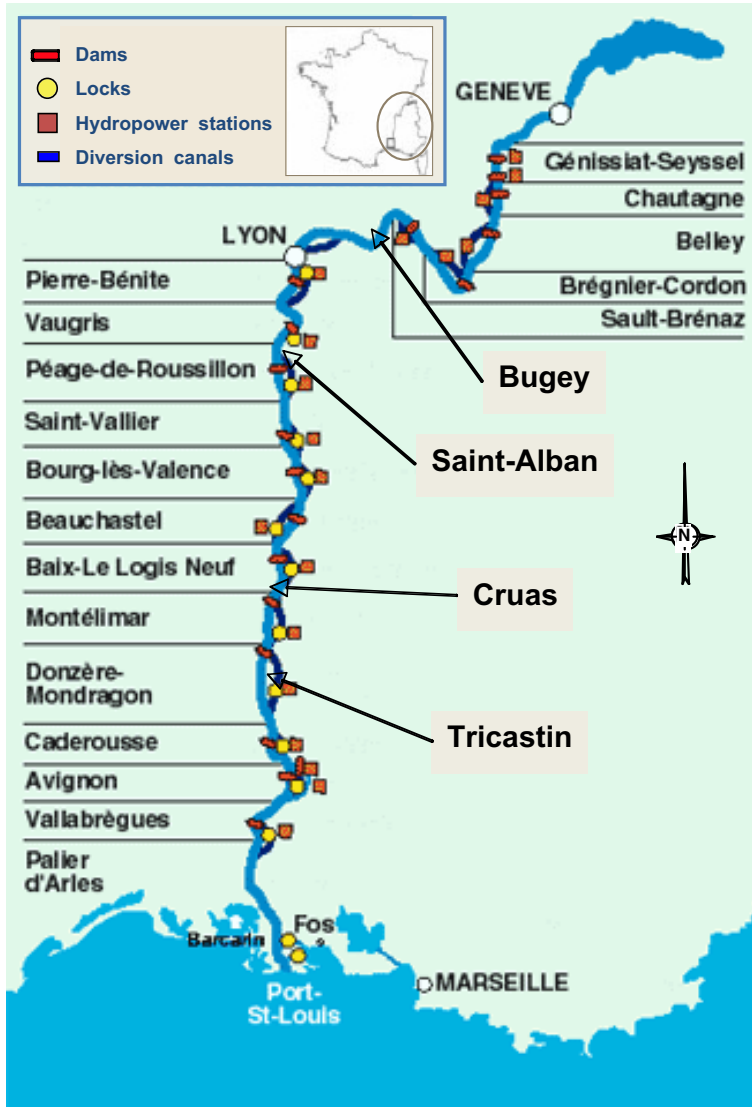 Dams
Locks
Hydropower stations
Diversion canals
GENEVE
Génissiat-Seyssel
Chautagne
Belley
Brégnier-Cordon
Sault-Brénaz
LYON
Pierre-Bénite
Vaugris
Péage-de-Roussillon
Saint-Vallier
Bourg-lès-Valence
Beauchastel
Baix-Le Logis Neuf
Montélimar
Donzère-
Mondragon
Caderousse
Avignon
Vallabrègues
Palier
d'Arles
Bugey
Saint-Alban
Cruas
Tricastin
N
Fos
Barcarin
Port-
St-Louis
MARSEILLE